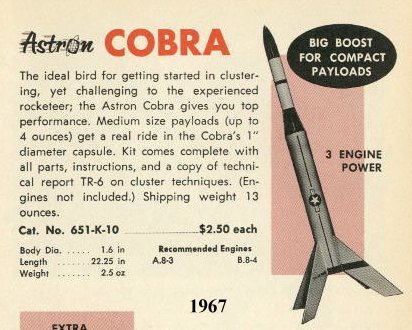 Astron COBRA
The ideal bird for getting started in cluster-
ing, yet challenging to the experienced
rocketeer; the Astron Cobra gives you top
performance. Medium size payloads (up to
4 ounces) get a real ride in the Cobra's 1"
diameter capsule. Kit comes complete with
all parts, instructions, and a copy of techni-
cal report TR-6 on cluster techniques. (En-
gines not included.) Shipping weight 13
ounces.
Cat. No. 651-K-10 ..................$2.50 each
Body Dia. ..... 1.6 in
Length ....... 22.25 in
Weight ....... 2.5 oz
Recommended Engines
A.8-3 B.8-4
BIG BOOST
FOR COMPACT
PAYLOADS
3 ENGINE
POWER
1967
EXTRA